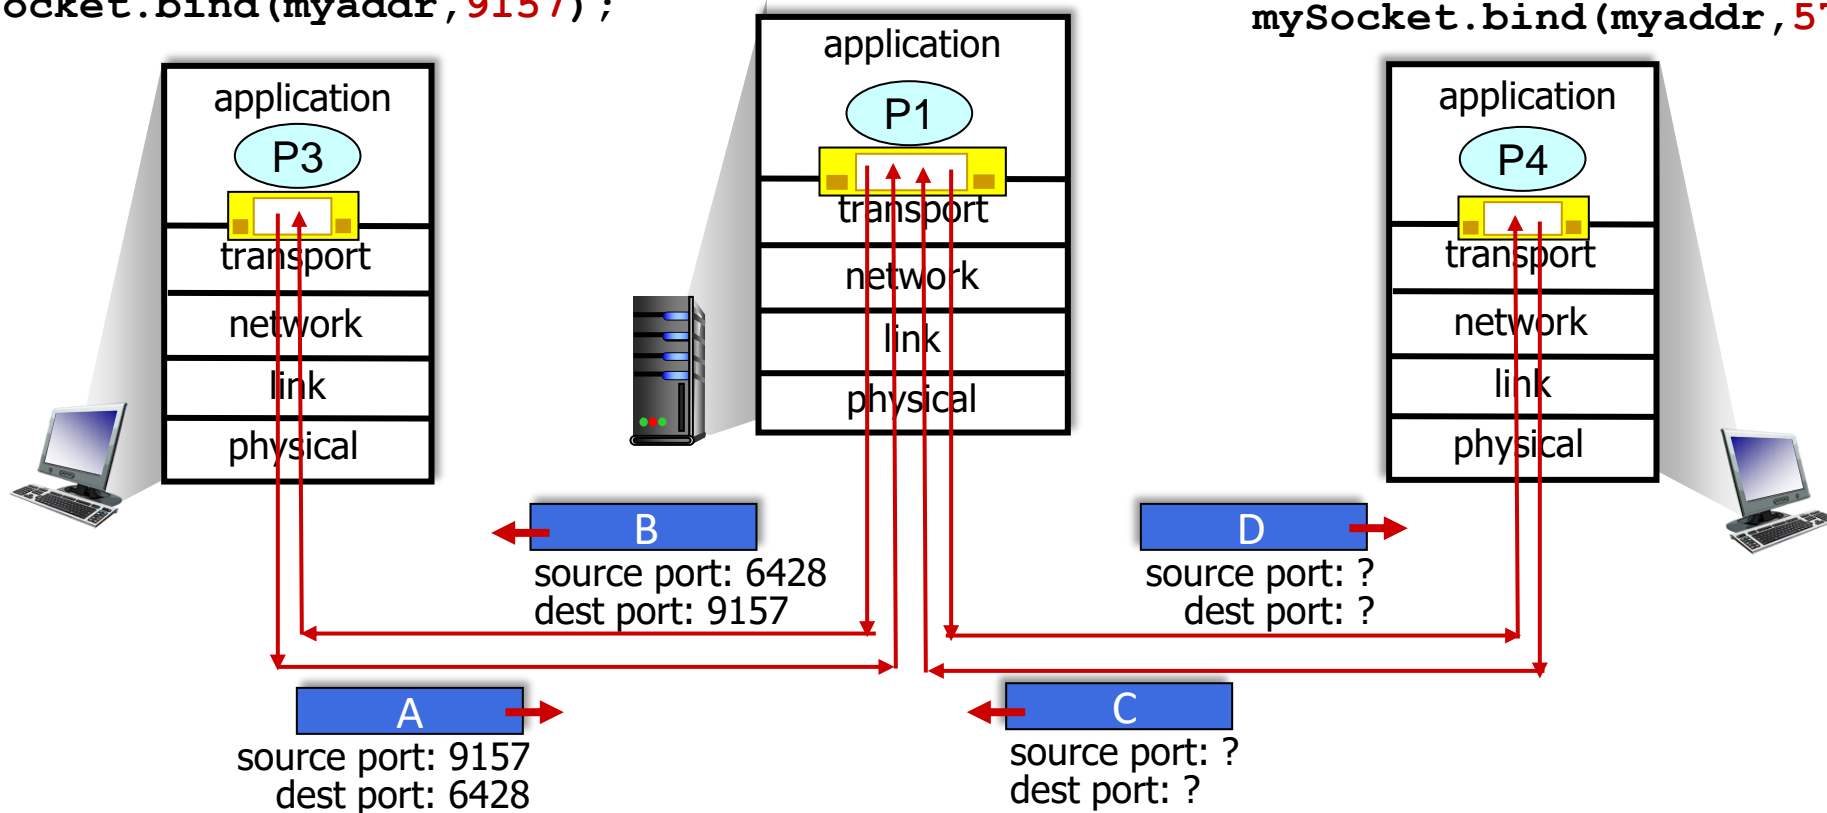 ocket.bind(myaddr,9157);
mySocket.bind(myaddr,57
application
P3
transport
network
link
physical
application
P1
transport
network
link
physical
application
P4
transport
network
link
physical
B
source port: 6428
dest port: 9157
D
source port: ?
dest port: ?
A
source port: 9157
dest port: 6428
C
source port: ?
dest port: ?